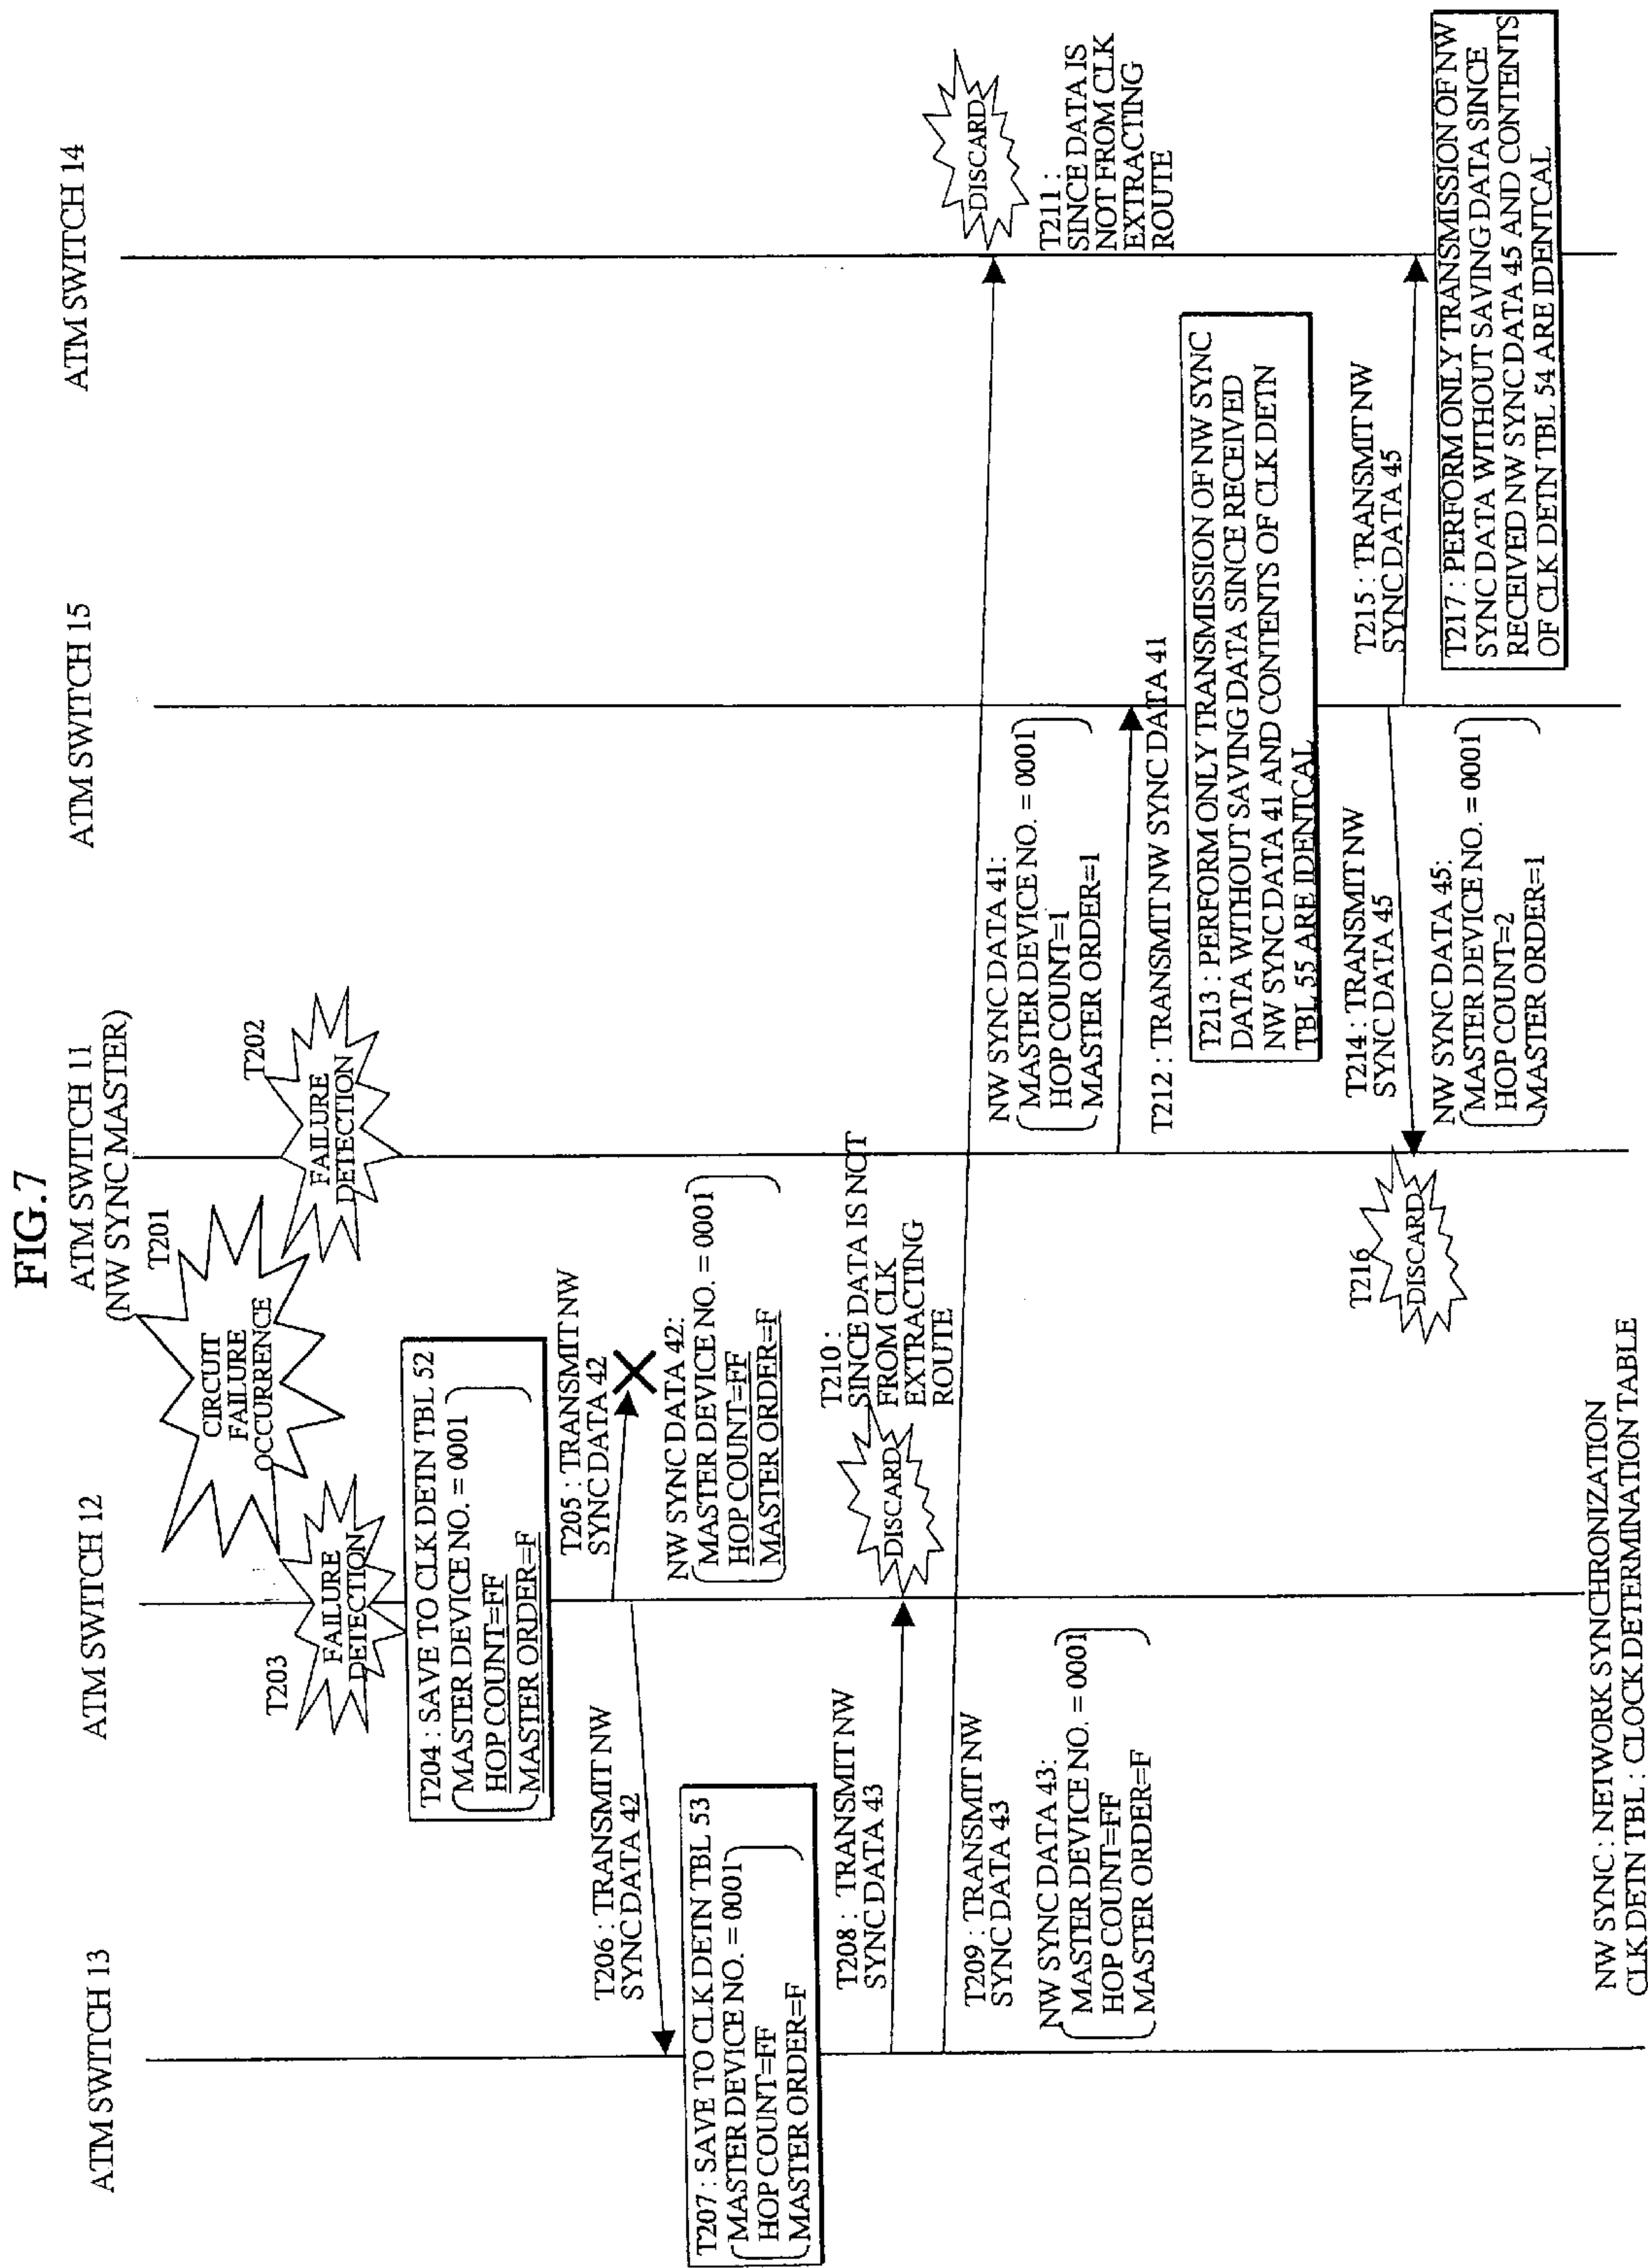 FIG.7
ATM SWITCH 13
ATM SWITCH 12
ATM SWITCH 11
(NW SYNC MASTER)
ATM SWITCH 15
ATM SWITCH 14
T201
CIRCUIT
FAILURE
OCCURRENCE
T202
FAILURE
DETECTION
T203
FAILURE
DETECTION
T204 : SAVE TO CLK DETN TBL 52
MASTER DEVICE NO. = 0001
HOP COUNT=FF
MASTER ORDER=F
T205 : TRANSMIT NW
SYNC DATA 42
NW SYNC DATA 42:
MASTER DEVICE NO. = 0001
HOP COUNT=FF
MASTER ORDER=F
T206 : TRANSMIT NW
SYNC DATA 42
T207 : SAVE TO CLK DETN TBL 53
MASTER DEVICE NO. = 0001
HOP COUNT=FF
MASTER ORDER=F
T208 : TRANSMIT NW
SYNC DATA 43
T209 : TRANSMIT NW
SYNC DATA 43
NW SYNC DATA 43:
MASTER DEVICE NO. = 0001
HOP COUNT=FF
MASTER ORDER=F
DISCARD
T210 :
SINCE DATA IS NOT
FROM CLK
EXTRACTING
ROUTE
DISCARD
T211 :
SINCE DATA IS
NOT FROM CLK
EXTRACTING
ROUTE
NW SYNC DATA 41:
MASTER DEVICE NO. = 0001
HOP COUNT=1
MASTER ORDER=1
T212 : TRANSMIT NW SYNC DATA 41
T213 : PERFORM ONLY TRANSMISSION OF NW SYNC
DATA WITHOUT SAVING DATA SINCE RECEIVED
NW SYNC DATA 41 AND CONTENTS OF CLK DETN
TBL 55 ARE IDENTCAL
T214 : TRANSMIT NW
SYNC DATA 45
T215 : TRANSMIT NW
SYNC DATA 45
NW SYNC DATA 45:
MASTER DEVICE NO. = 0001
HOP COUNT=2
MASTER ORDER=1
T216
DISCARD
T217 : PERFORM ONLY TRANSMISSION OF NW
SYNC DATA WITHOUT SAVING DATA SINCE
RECEIVED NW SYNC DATA 45 AND CONTENTS
OF CLK DETN TBL 54 ARE IDENTCAL
NW SYNC : NETWORK SYNCHRONIZATION
CLK DETN TBL : CLOCK DETERMINATION TABLE